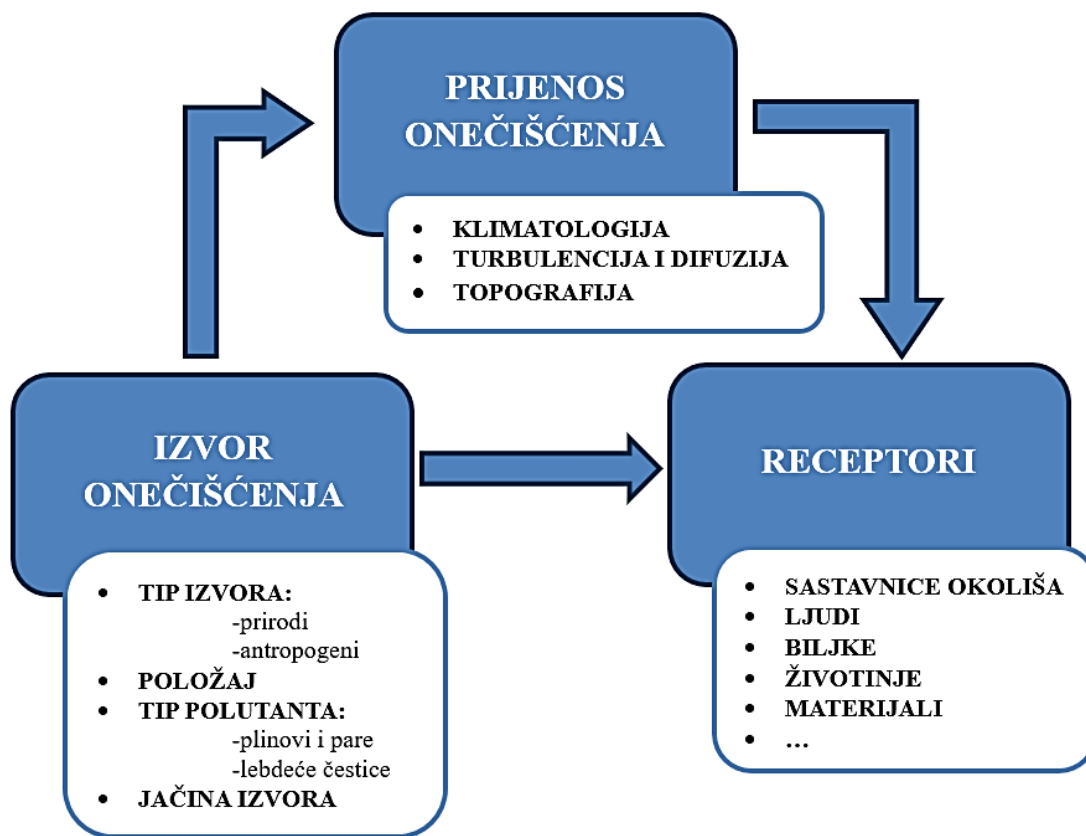 PRIJENOS
ONEČIŠĆENJA
• KLIMATOLOGIJA
• TURBULENCIJA I DIFUZIJA
• TOPOGRAFIJA
IZVOR
ONEČIŠĆENJA
• TIP IZVORA:
-prirodi
-antropogeni
• POLOŽAJ
• TIP POLUTANTA:
-plinovi i pare
-lebdeće čestice
• JAČINA IZVORA
RECEPTORI
• SASTAVNICE OKOLIŠA
• LJUDI
• BILJKE
• ŽIVOTINJE
• MATERIJALI
• ...